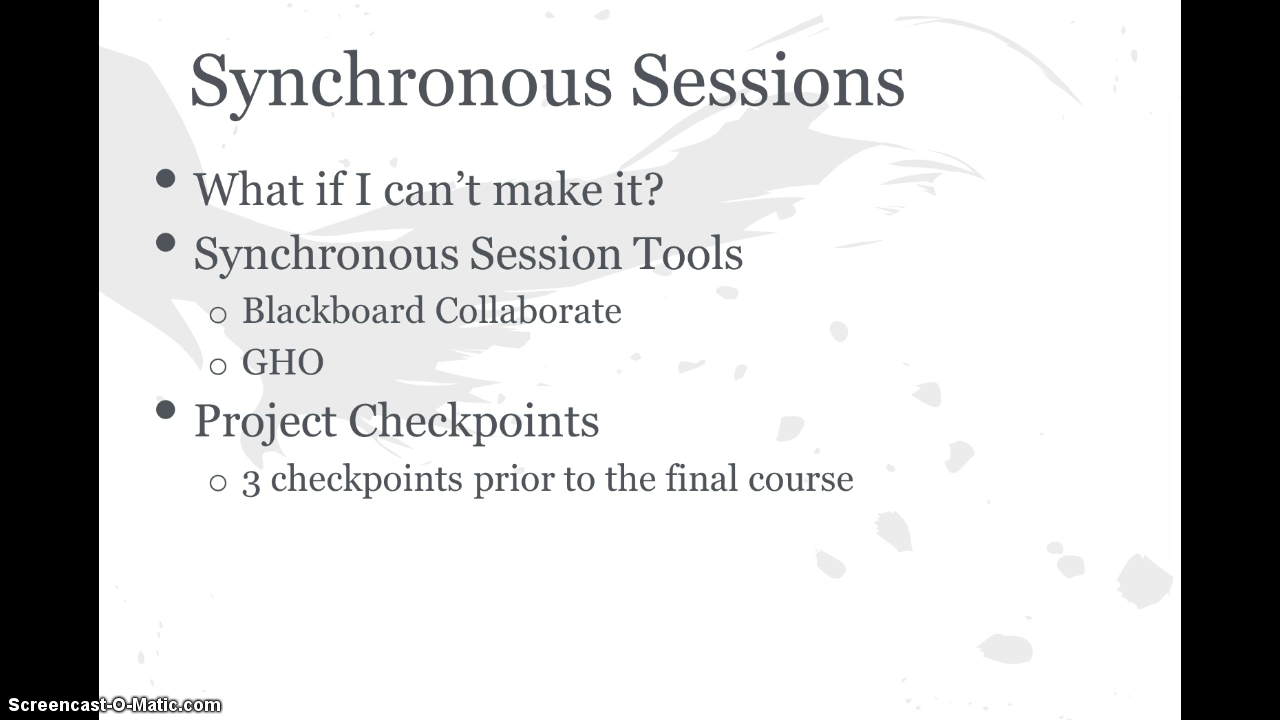 Synchronous Sessions
• What if I can’t make it?
• Synchronous Session Tools
o Blackboard Collaborate
o GHO
• Project Checkpoints
o 3 checkpoints prior to the final course
Screencast-O-Matic.com